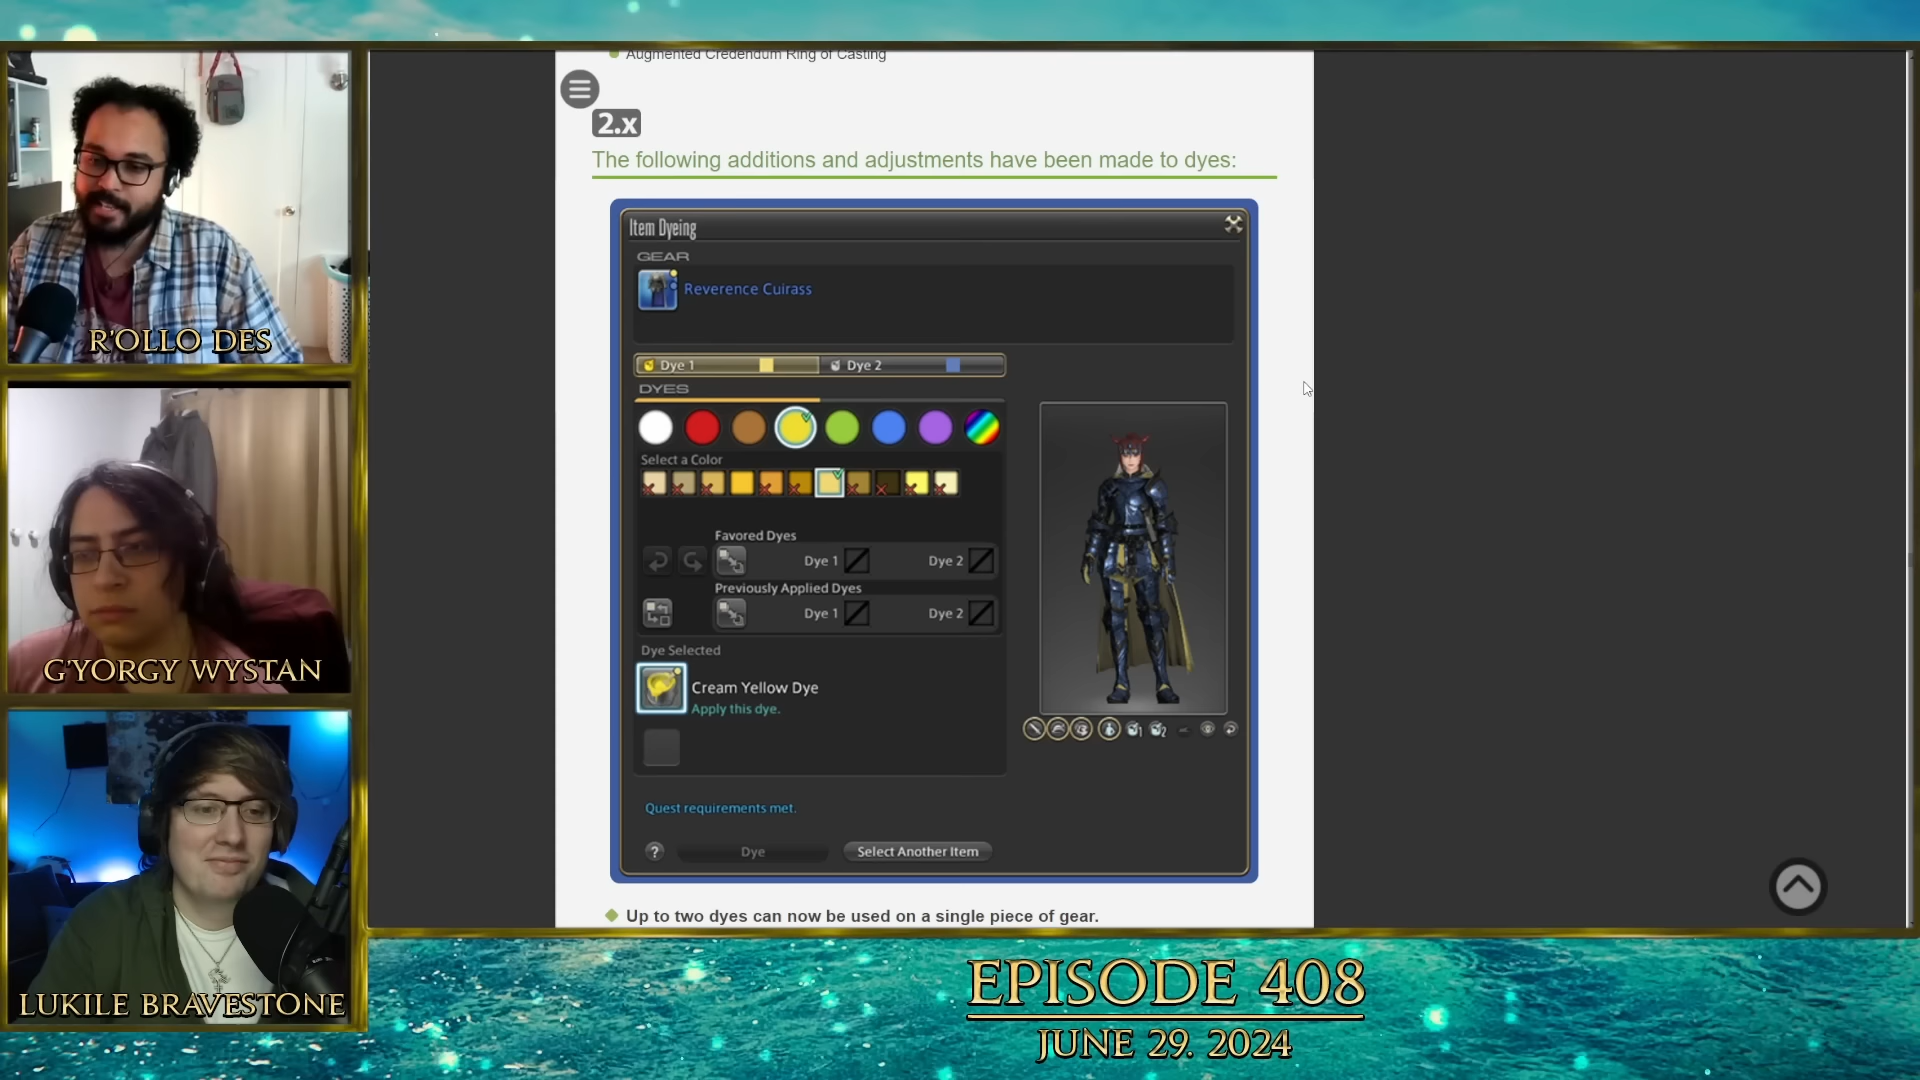 Augmented Credendum Ring of Casting
2.x
The following additions and adjustments have been made to dyes:
Item Dyeing
GEAR
Reverence Cuirass
Dye 1
Dye 2
DYES
Select a Color
Favored Dyes
Dye 1
Dye 2
Previously Applied Dyes
Dye 1
Dye 2
Dye Selected
Cream Yellow Dye
Apply this dye.
1
2
Quest requirements met.
?
Dye
Select Another Item
Up to two dyes can now be used on a single piece of gear.
R'OLLO DES
G'YORGY WYSTAN
LUKILE BRAVESTONE
EPISODE 408
JUNE 29. 2024